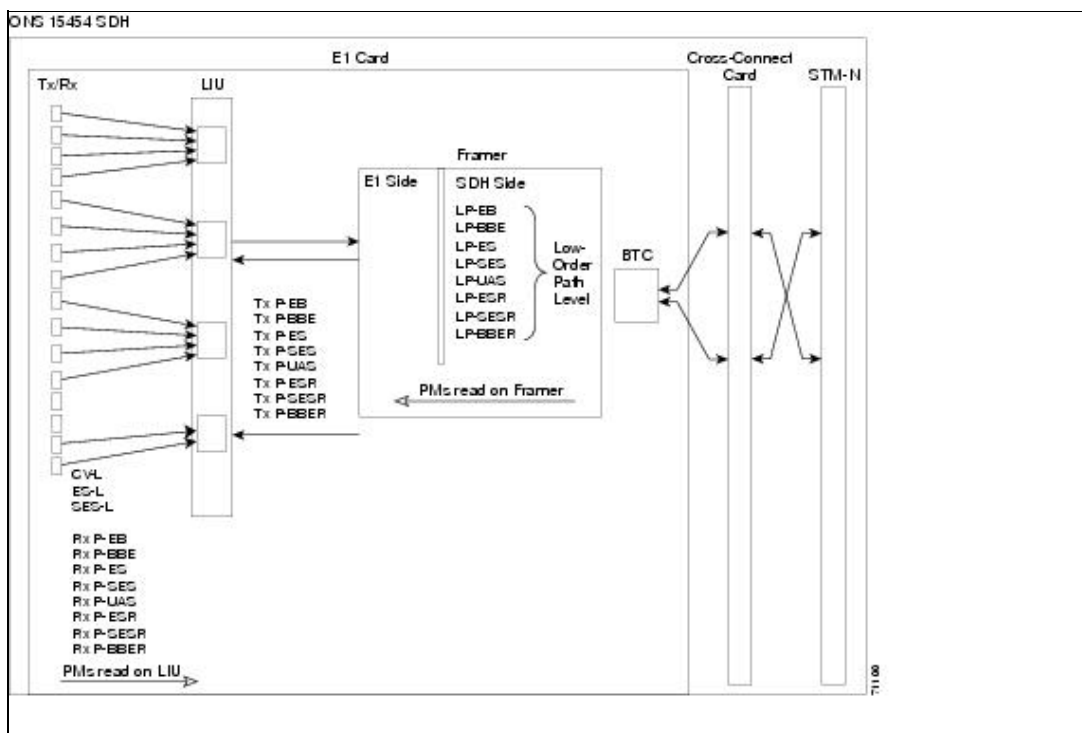 ONS 15454 SDH
E1 Card
Cross-Connect
Card
STM-N
Tx/Rx
LIU
Framer
E1 Side
SDH Side
LP-EB
LP-BBE
LP-ES
LP-SES
LP-UAS
LP-ESR
LP-SESR
LP-BBER
Low-
Order
Path
Level
BTC
Tx P-EB
Tx P-BBE
Tx P-ES
Tx P-SES
Tx P-UAS
Tx P-ESR
Tx P-SESR
Tx P-BBER
PMs read on Framer
CV-L
ES-L
SES-L
Rx P-EB
Rx P-BBE
Rx P-ES
Rx P-SES
Rx P-UAS
Rx P-ESR
Rx P-SESR
Rx P-BBER
PMs read on LIU